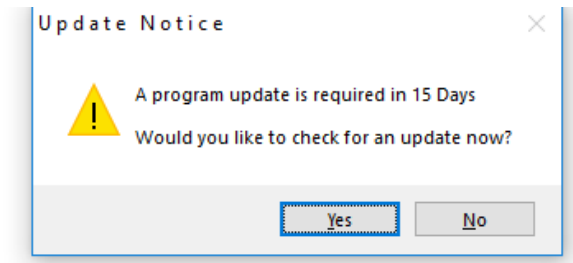 Update Notice
A program update is required in 15 Days
Would you like to check for an update now?
Yes
No